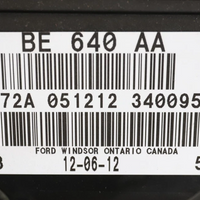 BE 640 AA
72A 051212 340095
FORD WINDSOR ONTARIO CANADA
12-06-12